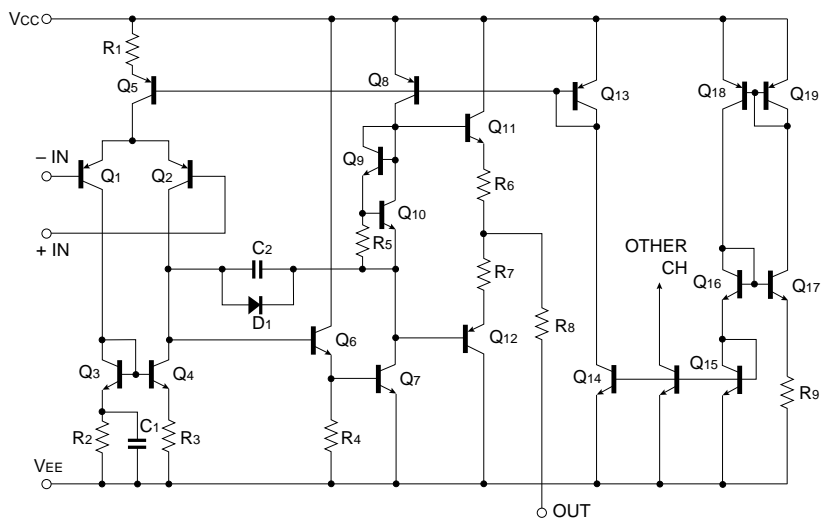 VCC
R1
Q5
Q8
Q13
Q18
Q19
Q11
– IN
Q1
Q2
Q9
R6
Q10
+ IN
R5
C2
R7
OTHER
CH
Q16
Q17
D1
Q6
Q12
R8
Q3
Q4
Q7
Q14
Q15
R9
R2
C1
R3
R4
VEE
OUT